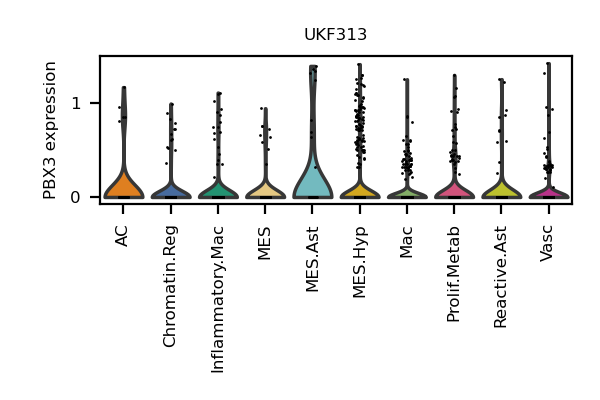 UKF313
PBX3 expression
1
0
AC
Chromatin.Reg
Inflammatory.Mac
MES
MES.Ast
MES.Hyp
Mac
Prolif.Metab
Reactive.Ast
Vasc